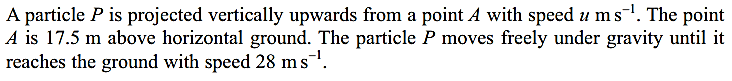 A particle P is projected vertically upwards from a point A with speed u m s⁻¹. The point
A is 17.5 m above horizontal ground. The particle P moves freely under gravity until it
reaches the ground with speed 28 m s⁻¹.